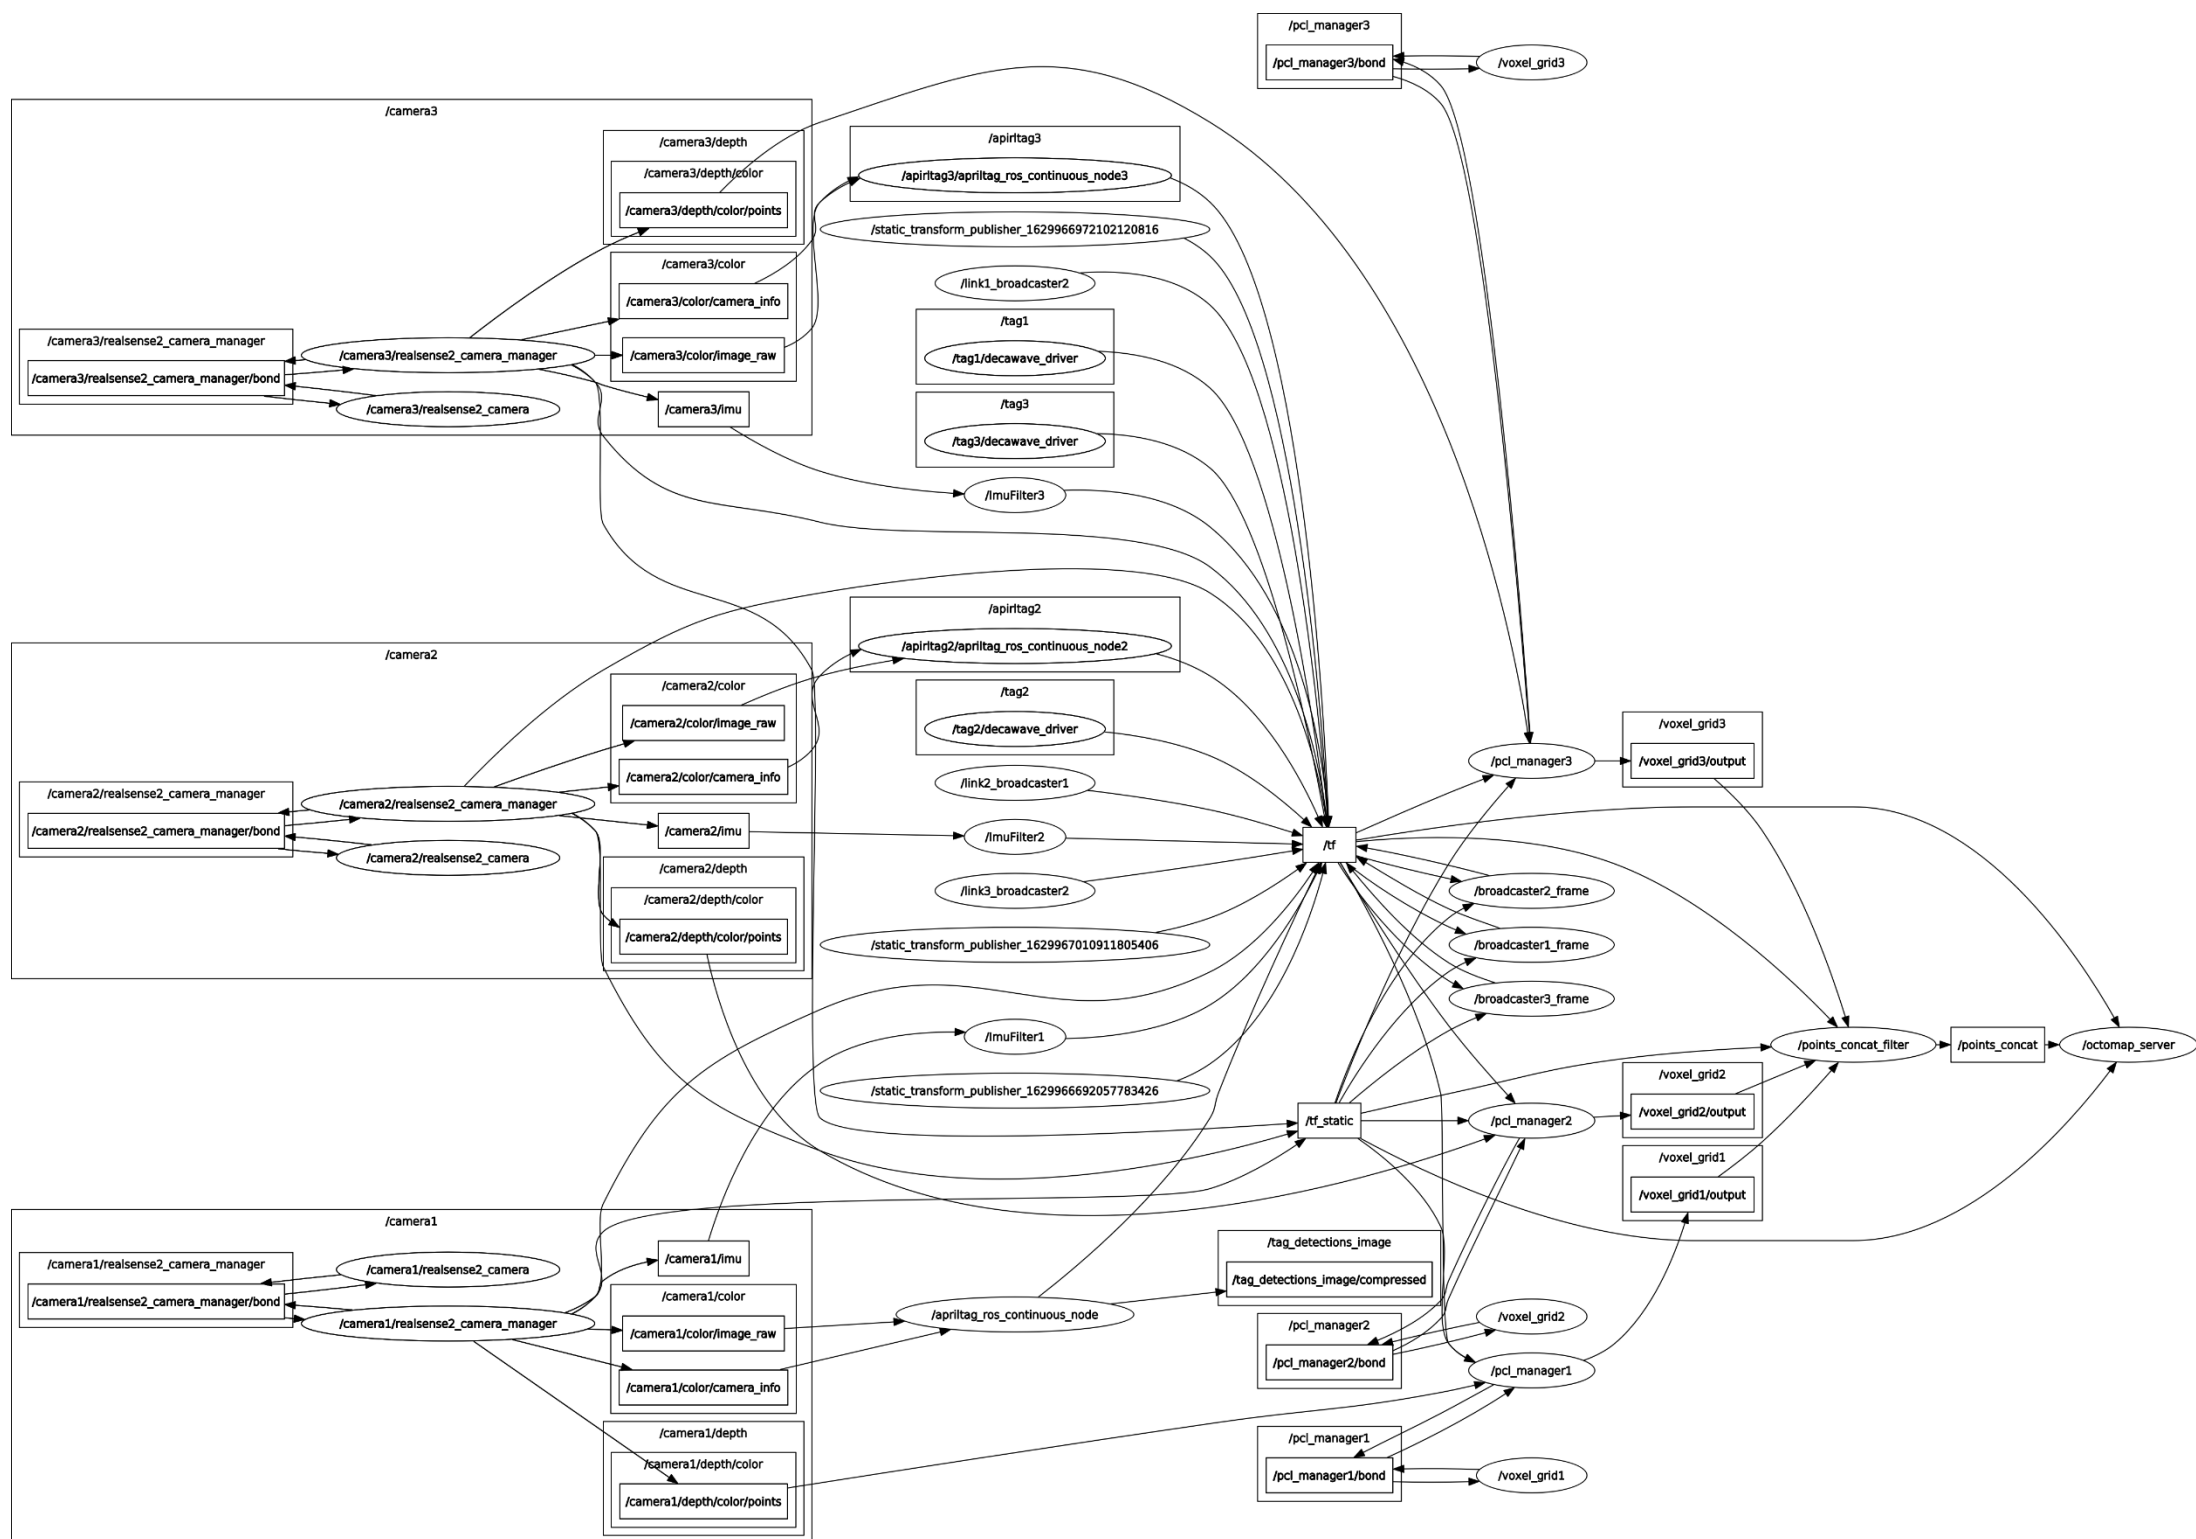 /pcl_manager3
/pcl_manager3/bond
/voxel_grid3
/camera3
/camera3/depth
/camera3/depth/color
/camera3/depth/color/points
/camera3/color
/camera3/color/camera_info
/camera3/color/image_raw
/camera3/realsense2_camera_manager
/camera3/realsense2_camera_manager/bond
/camera3/realsense2_camera_manager
/camera3/realsense2_camera
/camera3/imu
/apirltag3
/apirltag3/apriltag_ros_continuous_node3
/static_transform_publisher_1629966972102120816
/link1_broadcaster2
/tag1
/tag1/decawave_driver
/tag3
/tag3/decawave_driver
/ImuFilter3
/camera2
/camera2/color
/camera2/color/image_raw
/camera2/color/camera_info
/camera2/realsense2_camera_manager
/camera2/realsense2_camera_manager/bond
/camera2/realsense2_camera_manager
/camera2/realsense2_camera
/camera2/imu
/camera2/depth
/camera2/depth/color
/camera2/depth/color/points
/apirltag2
/apirltag2/apriltag_ros_continuous_node2
/tag2
/tag2/decawave_driver
/link2_broadcaster1
/ImuFilter2
/link3_broadcaster2
/static_transform_publisher_1629967010911805406
/ImuFilter1
/static_transform_publisher_1629966692057783426
/tf
/tf_static
/pcl_manager3
/voxel_grid3
/voxel_grid3/output
/broadcaster2_frame
/broadcaster1_frame
/broadcaster3_frame
/points_concat_filter
/points_concat
/octomap_server
/pcl_manager2
/voxel_grid2
/voxel_grid2/output
/voxel_grid1
/voxel_grid1/output
/camera1
/camera1/realsense2_camera_manager
/camera1/realsense2_camera_manager/bond
/camera1/realsense2_camera
/camera1/realsense2_camera_manager
/camera1/imu
/camera1/color
/camera1/color/image_raw
/camera1/color/camera_info
/camera1/depth
/camera1/depth/color
/camera1/depth/color/points
/apriltag_ros_continuous_node
/tag_detections_image
/tag_detections_image/compressed
/pcl_manager2
/pcl_manager2/bond
/voxel_grid2
/pcl_manager1
/pcl_manager1
/pcl_manager1/bond
/voxel_grid1